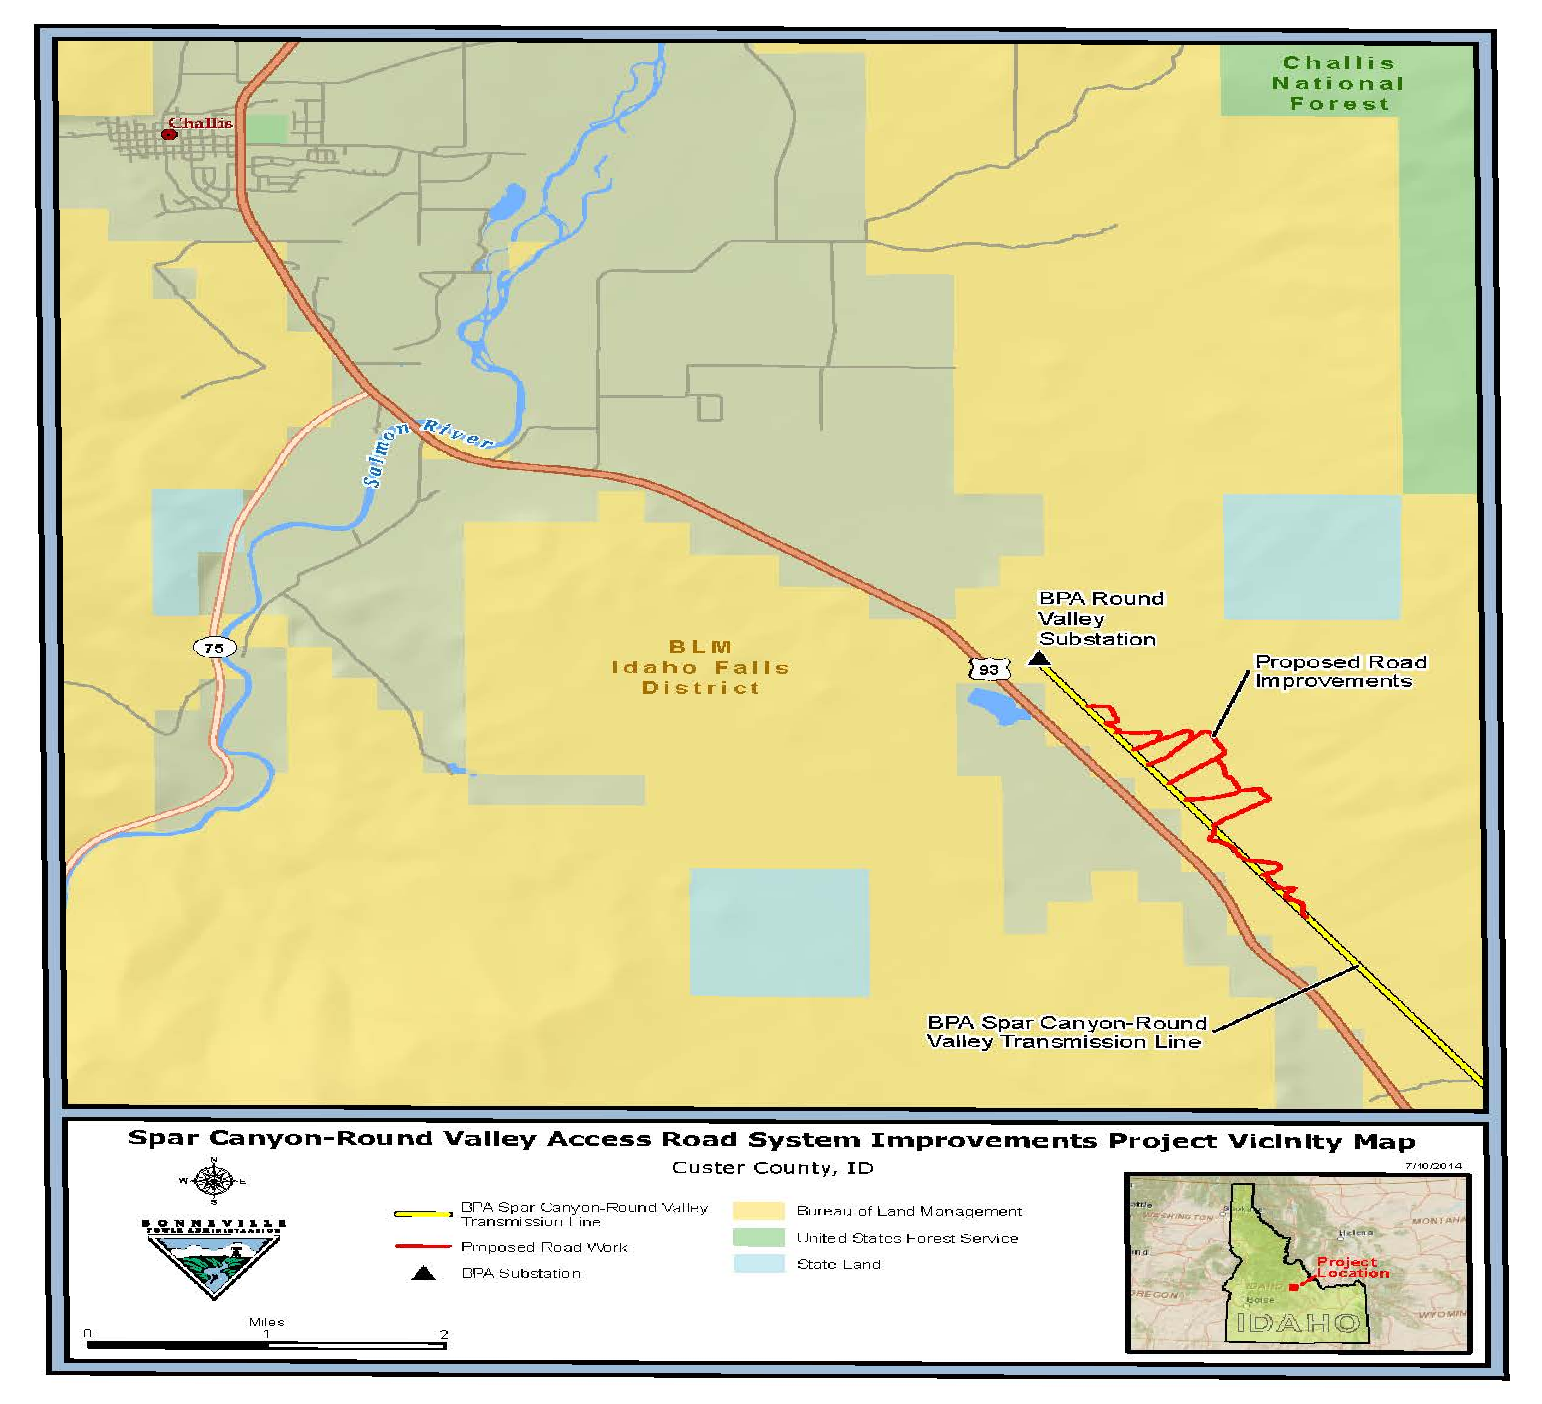 Challis
National
Forest
Challis
Salmon River
BPA Round
Valley
Substation
75
93
BLM
Idaho Falls
District
Proposed Road
Improvements
BPA Spar Canyon-Round
Valley Transmission Line
Spar Canyon-Round Valley Access Road System Improvements Project Vicinity Map
Custer County, ID
7/10/2014
N
W E
S
BONNEVILLE
POWER ADMINISTRATION
BPA Spar Canyon-Round Valley
Transmission Line
Proposed Road Work
BPA Substation
Bureau of Land Management
United States Forest Service
State Land
Miles
0 1 2
WASHINGTON
Helena
MONTANA
Project
Location
OREGON
IDAHO
Boise
WYOMIN
IDAHO